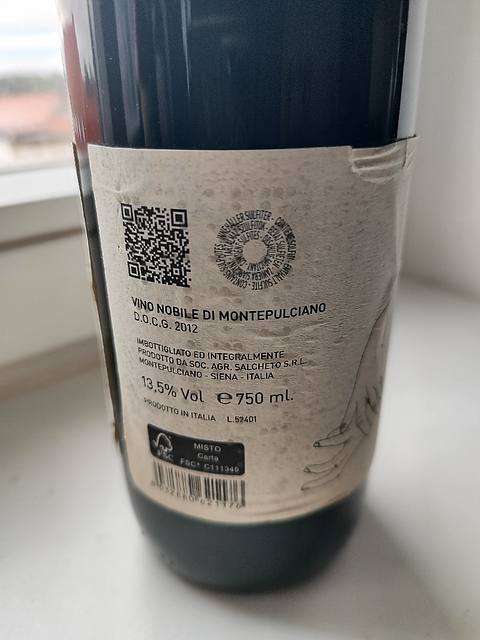 VINO NOBILE DI MONTEPULCIANO
D.O.C.G. 2012
IMBOTTIGLIATO ED INTEGRALMENTE
PRODOTTO DA SOC. AGR. SALCHETO S.R.L.
MONTEPULCIANO - SIENA - ITALIA
13,5% Vol ℮ 750 ml.
PRODOTTO IN ITALIA L.52401
FSC
MISTO
Carta
FSC® C111345